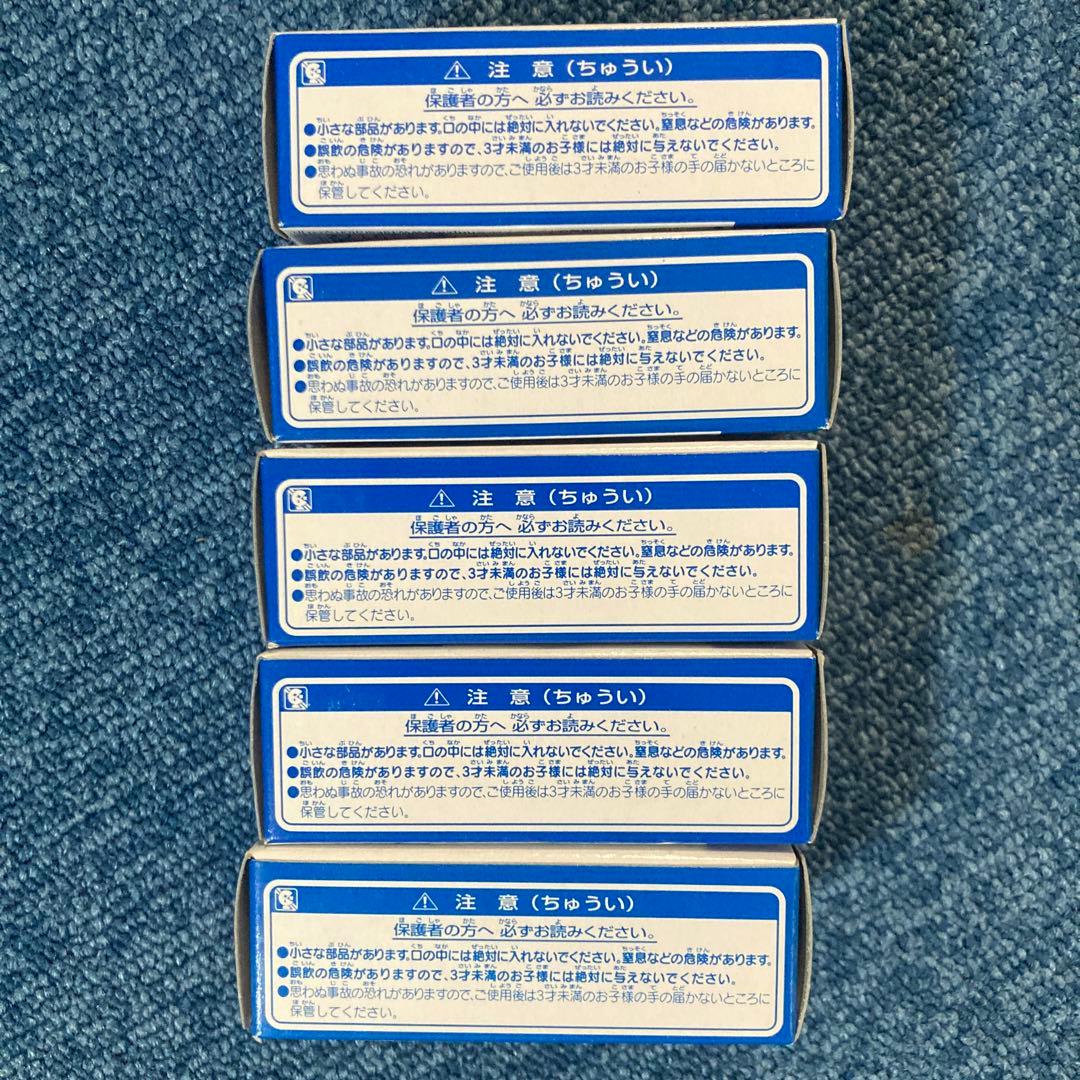 ⚠ 注意(ちゅうい)
保護者の方へ 必ずお読みください。
●小さな部品があります。口の中には絶対に入れないでください。窒息などの危険があります。
●誤飲の危険がありますので、3才未満のお子様には絶対に与えないでください。
●思わぬ事故の恐れがありますので、ご使用後は3才未満のお子様の手の届かないところに
保管してください。
⚠ 注意(ちゅうい)
保護者の方へ 必ずお読みください。
●小さな部品があります。口の中には絶対に入れないでください。窒息などの危険があります。
●誤飲の危険がありますので、3才未満のお子様には絶対に与えないでください。
●思わぬ事故の恐れがありますので、ご使用後は3才未満のお子様の手の届かないところに
保管してください。
⚠ 注意(ちゅうい)
保護者の方へ 必ずお読みください。
●小さな部品があります。口の中には絶対に入れないでください。窒息などの危険があります。
●誤飲の危険がありますので、3才未満のお子様には絶対に与えないでください。
●思わぬ事故の恐れがありますので、ご使用後は3才未満のお子様の手の届かないところに
保管してください。
⚠ 注意(ちゅうい)
保護者の方へ 必ずお読みください。
●小さな部品があります。口の中には絶対に入れないでください。窒息などの危険があります。
●誤飲の危険がありますので、3才未満のお子様には絶対に与えないでください。
●思わぬ事故の恐れがありますので、ご使用後は3才未満のお子様の手の届かないところに
保管してください。
⚠ 注意(ちゅうい)
保護者の方へ 必ずお読みください。
●小さな部品があります。口の中には絶対に入れないでください。窒息などの危険があります。
●誤飲の危険がありますので、3才未満のお子様には絶対に与えないでください。
●思わぬ事故の恐れがありますので、ご使用後は3才未満のお子様の手の届かないところに
保管してください。